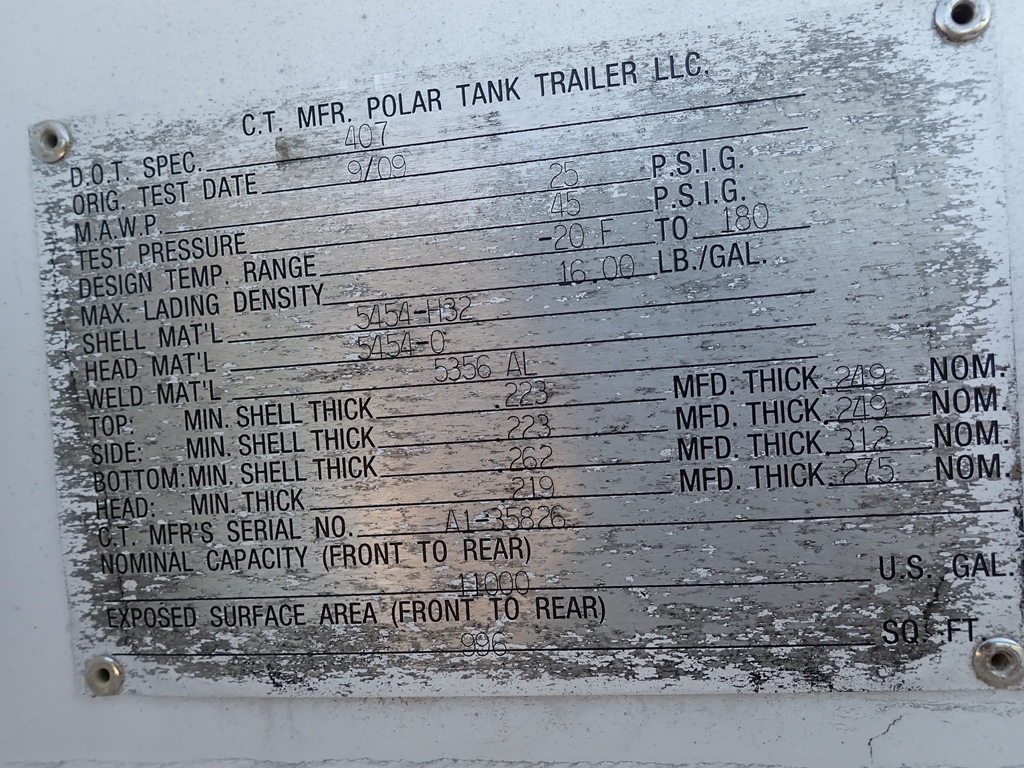 C.T. MFR. POLAR TANK TRAILER LLC.
D.O.T. SPEC. 407
ORIG. TEST DATE 9/09
M.A.W.P. 25 P.S.I.G.
TEST PRESSURE 45 P.S.I.G.
DESIGN TEMP. RANGE -20 F TO 180
MAX. LADING DENSITY 16.00 LB./GAL.
SHELL MAT'L 5454-H32
HEAD MAT'L 5454-0
WELD MAT'L 5356 AL
TOP: MIN. SHELL THICK .223 MFD. THICK .249 NOM.
SIDE: MIN. SHELL THICK .223 MFD. THICK .249 NOM.
BOTTOM: MIN. SHELL THICK .262 MFD. THICK .312 NOM.
HEAD: MIN. THICK .219 MFD. THICK .275 NOM.
C.T. MFR'S SERIAL NO. A1-35826
NOMINAL CAPACITY (FRONT TO REAR)
11000 U.S. GAL.
EXPOSED SURFACE AREA (FRONT TO REAR)
996 SQ. FT.